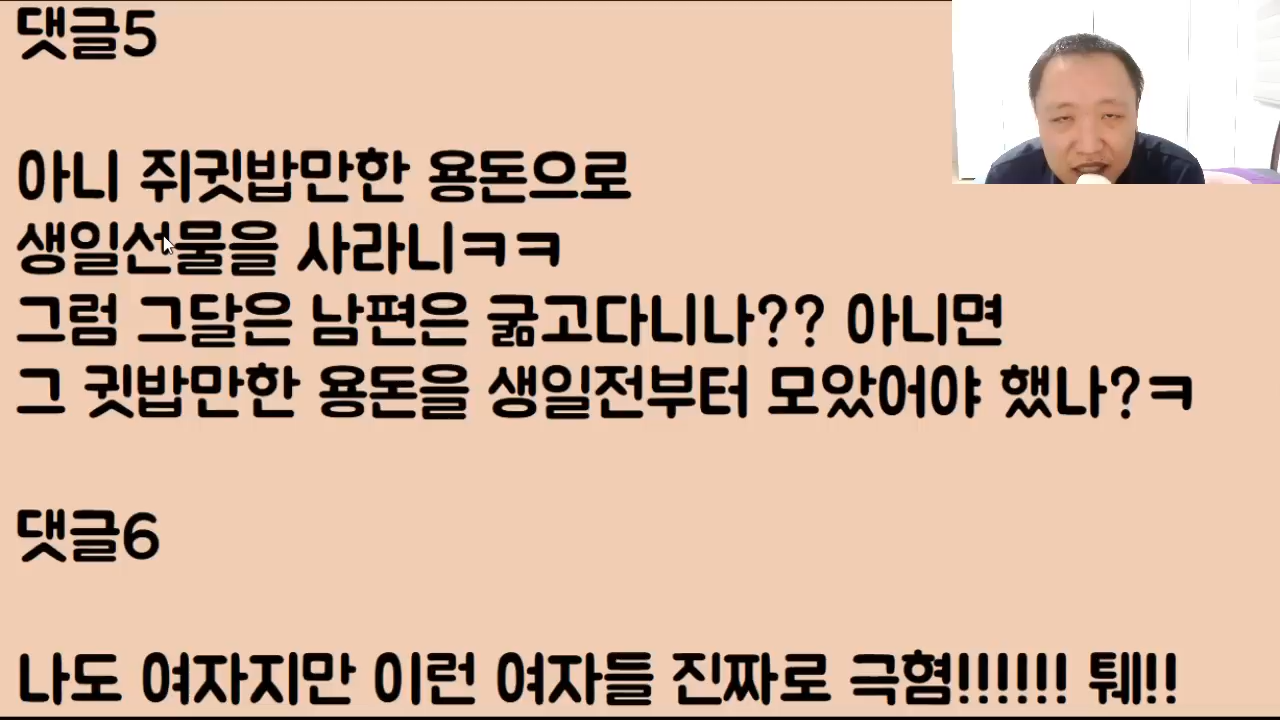 댓글5
아니 쥐귓밥만한 용돈으로
생일선물을 사라니ㅋㅋ
그럼 그달은 남편은 굶고다니나?? 아니면
그 귓밥만한 용돈을 생일전부터 모았어야 했나?ㅋ
댓글6
나도 여자지만 이런 여자들 진짜로 극혐!!!!!! 퉤!!